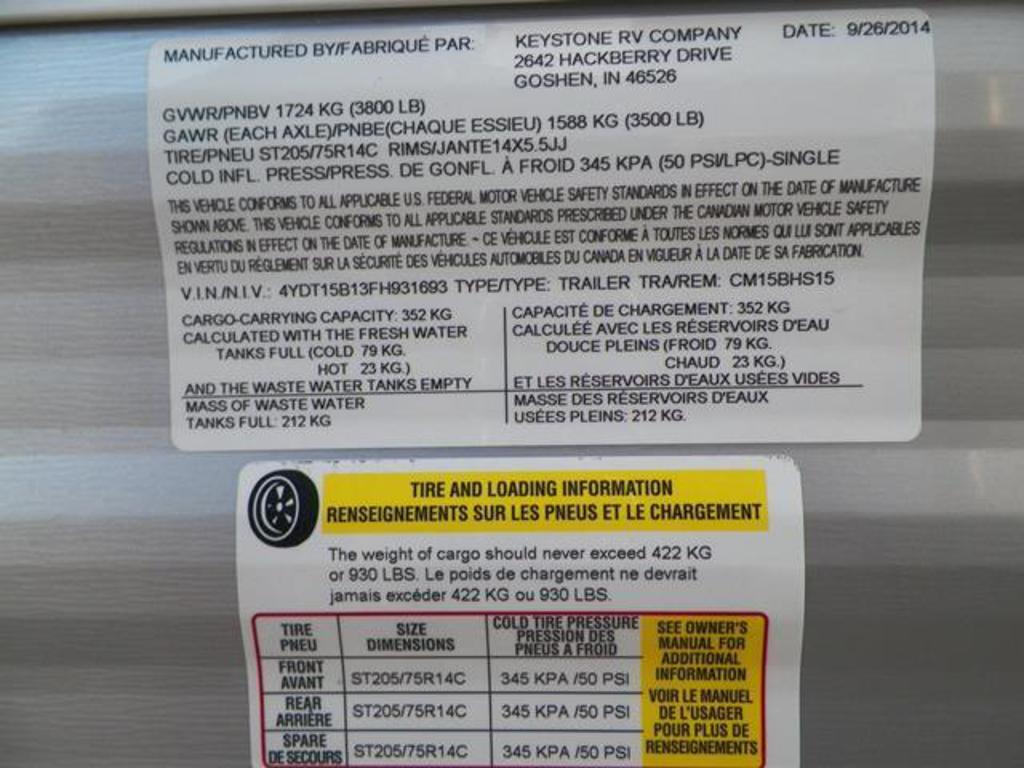 MANUFACTURED BY/FABRIQUÉ PAR: KEYSTONE RV COMPANY DATE: 9/26/2014
2642 HACKBERRY DRIVE
GOSHEN, IN 46526
GVWR/PNBV 1724 KG (3800 LB)
GAWR (EACH AXLE)/PNBE(CHAQUE ESSIEU) 1588 KG (3500 LB)
TIRE/PNEU ST205/75R14C RIMS/JANTE14X5.5JJ
COLD INFL. PRESS/PRESS. DE GONFL. À FROID 345 KPA (50 PSI/LPC)-SINGLE
THIS VEHICLE CONFORMS TO ALL APPLICABLE U.S. FEDERAL MOTOR VEHICLE SAFETY STANDARDS IN EFFECT ON THE DATE OF MANUFACTURE
SHOWN ABOVE. THIS VEHICLE CONFORMS TO ALL APPLICABLE STANDARDS PRESCRIBED UNDER THE CANADIAN MOTOR VEHICLE SAFETY
REGULATIONS IN EFFECT ON THE DATE OF MANUFACTURE. ~ CE VÉHICULE EST CONFORME À TOUTES LES NORMES QUI LUI SONT APPLICABLES
EN VERTU DU RÉGLEMENT SUR LA SÉCURITÉ DES VÉHICULES AUTOMOBILES DU CANADA EN VIGUEUR À LA DATE DE SA FABRICATION.
V.I.N./N.I.V.: 4YDT15B13FH931693 TYPE/TYPE: TRAILER TRA/REM: CM15BHS15
CARGO-CARRYING CAPACITY: 352 KG
CALCULATED WITH THE FRESH WATER
TANKS FULL (COLD 79 KG.
HOT 23 KG.)
AND THE WASTE WATER TANKS EMPTY
MASS OF WASTE WATER
TANKS FULL: 212 KG
CAPACITÉ DE CHARGEMENT: 352 KG
CALCULÉE AVEC LES RÉSERVOIRS D'EAU
DOUCE PLEINS (FROID 79 KG.
CHAUD 23 KG.)
ET LES RÉSERVOIRS D'EAUX USÉES VIDES
MASSE DES RÉSERVOIRS D'EAUX
USÉES PLEINS: 212 KG.
TIRE AND LOADING INFORMATION
RENSEIGNEMENTS SUR LES PNEUS ET LE CHARGEMENT
The weight of cargo should never exceed 422 KG
or 930 LBS. Le poids de chargement ne devrait
jamais excéder 422 KG ou 930 LBS.
TIRE
PNEU
SIZE
DIMENSIONS
COLD TIRE PRESSURE
PRESSION DES
PNEUS A FROID
FRONT
AVANT
ST205/75R14C 345 KPA /50 PSI
REAR
ARRIÈRE
ST205/75R14C 345 KPA /50 PSI
SPARE
DE SECOURS
ST205/75R14C 345 KPA /50 PSI
SEE OWNER'S
MANUAL FOR
ADDITIONAL
INFORMATION
VOIR LE MANUEL
DE L'USAGER
POUR PLUS DE
RENSEIGNEMENTS